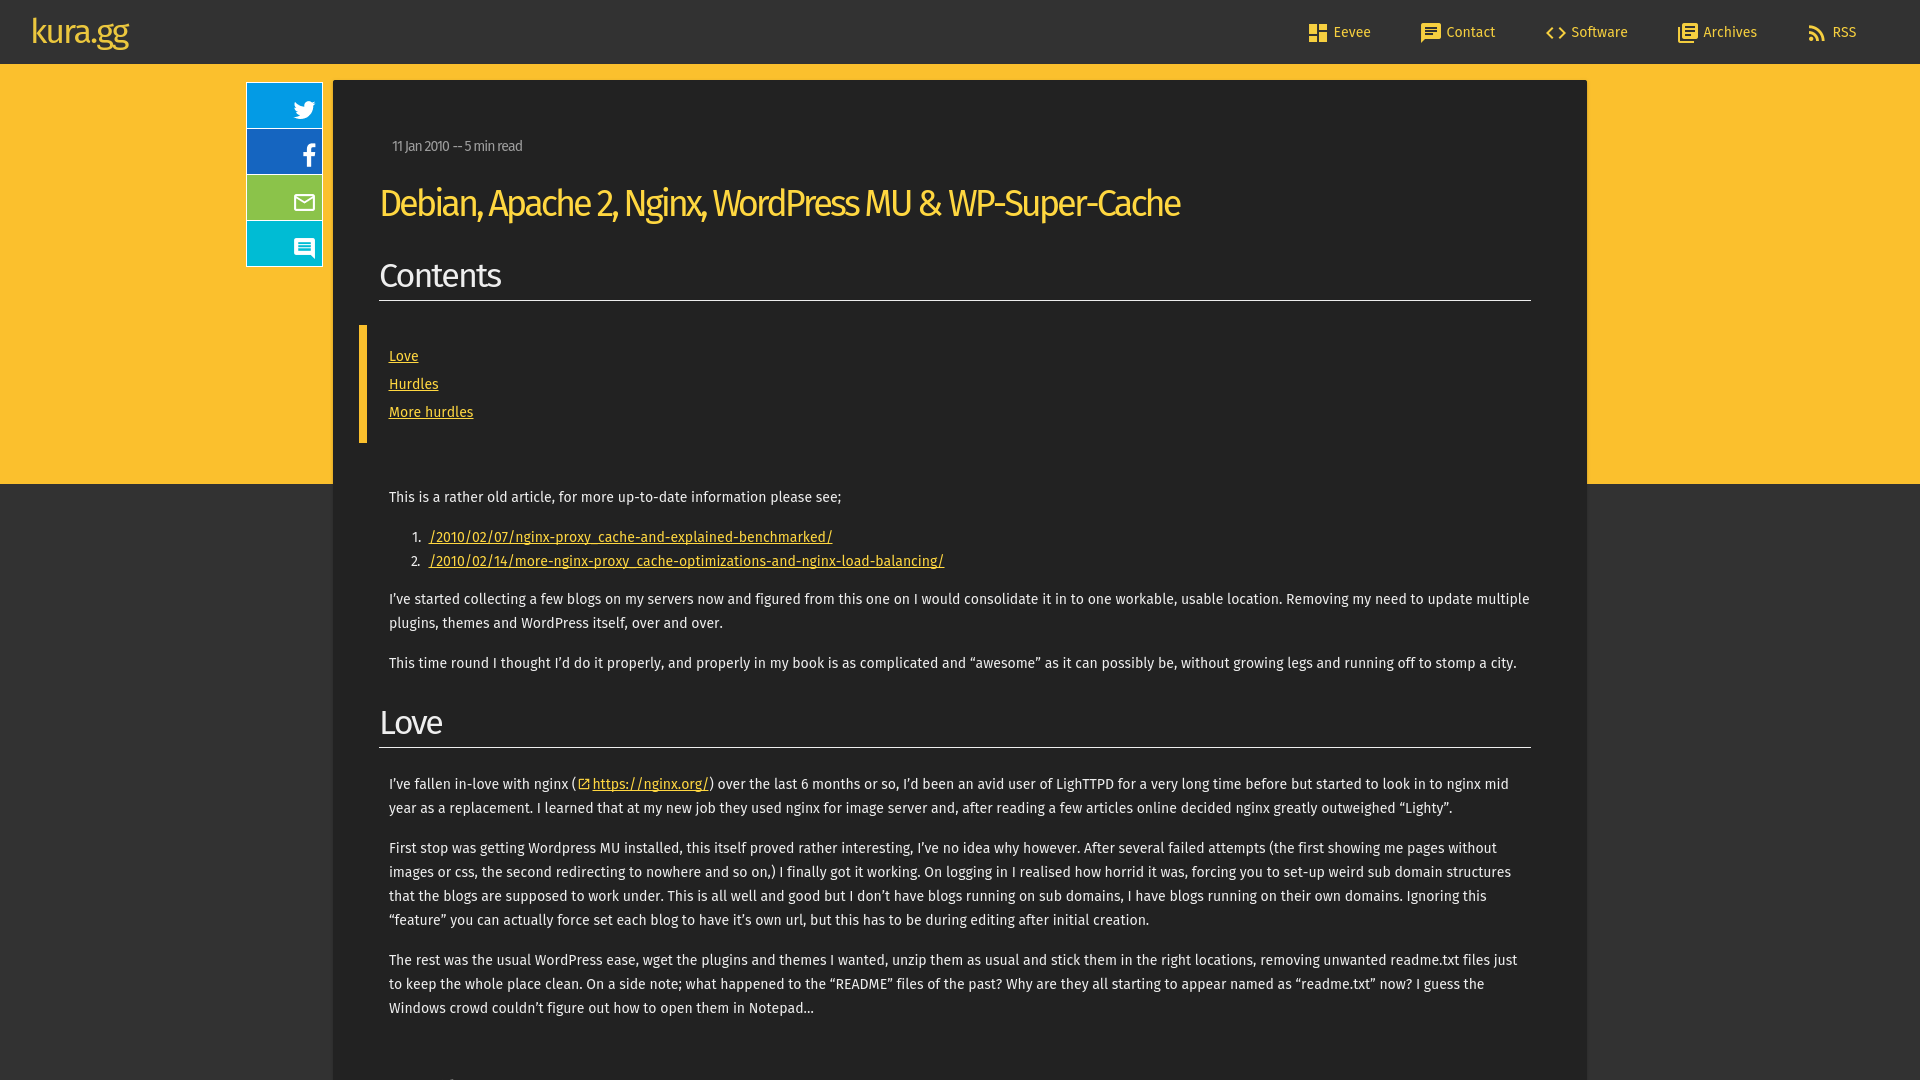 kura.gg
Eevee
Contact
Software
Archives
RSS
11 Jan 2010 -- 5 min read
Debian, Apache 2, Nginx, WordPress MU & WP-Super-Cache
Contents
Love
Hurdles
More hurdles
This is a rather old article, for more up-to-date information please see;
1. /2010/02/07/nginx-proxy_cache-and-explained-benchmarked/
2. /2010/02/14/more-nginx-proxy_cache-optimizations-and-nginx-load-balancing/
I’ve started collecting a few blogs on my servers now and figured from this one on I would consolidate it in to one workable, usable location. Removing my need to update multiple
plugins, themes and WordPress itself, over and over.
This time round I thought I’d do it properly, and properly in my book is as complicated and “awesome” as it can possibly be, without growing legs and running off to stomp a city.
Love
I’ve fallen in-love with nginx (https://nginx.org/) over the last 6 months or so, I’d been an avid user of LighTTPD for a very long time before but started to look in to nginx mid
year as a replacement. I learned that at my new job they used nginx for image server and, after reading a few articles online decided nginx greatly outweighed “Lighty”.
First stop was getting Wordpress MU installed, this itself proved rather interesting, I’ve no idea why however. After several failed attempts (the first showing me pages without
images or css, the second redirecting to nowhere and so on,) I finally got it working. On logging in I realised how horrid it was, forcing you to set-up weird sub domain structures
that the blogs are supposed to work under. This is all well and good but I don’t have blogs running on sub domains, I have blogs running on their own domains. Ignoring this
“feature” you can actually force set each blog to have it’s own url, but this has to be during editing after initial creation.
The rest was the usual WordPress ease, wget the plugins and themes I wanted, unzip them as usual and stick them in the right locations, removing unwanted readme.txt files just
to keep the whole place clean. On a side note; what happened to the “README” files of the past? Why are they all starting to appear named as “readme.txt” now? I guess the
Windows crowd couldn’t figure out how to open them in Notepad…